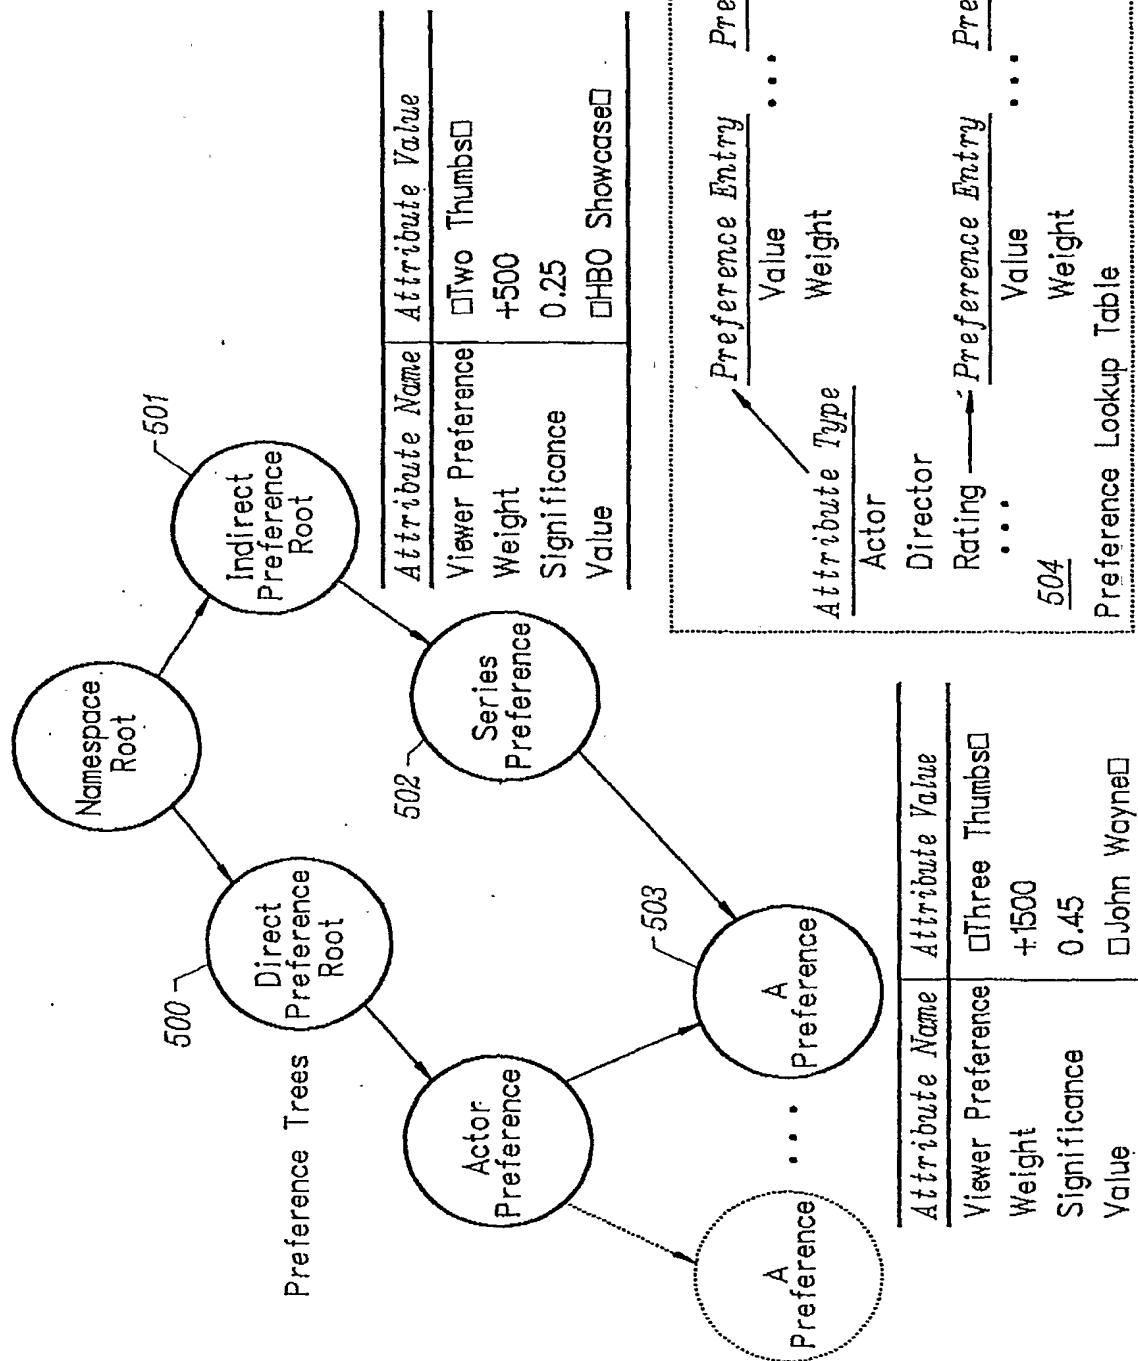 Preference Trees
Namespace
Root
500
Direct
Preference
Root
501
Indirect
Preference
Root
Actor
Preference
502
Series
Preference
A
Preference
...
503
A
Preference
Attribute Name Attribute Value
Viewer Preference □Two Thumbs□
Weight +500
Significance 0.25
Value □HBO Showcase□
Attribute Name Attribute Value
Viewer Preference □Three Thumbs□
Weight +1500
Significance 0.45
Value □John Wayne□
Preference Entry Pre
Value ...
Weight
Attribute Type
Actor
Director
Rating Preference Entry Pre
... Value ...
Weight
504
Preference Lookup Table